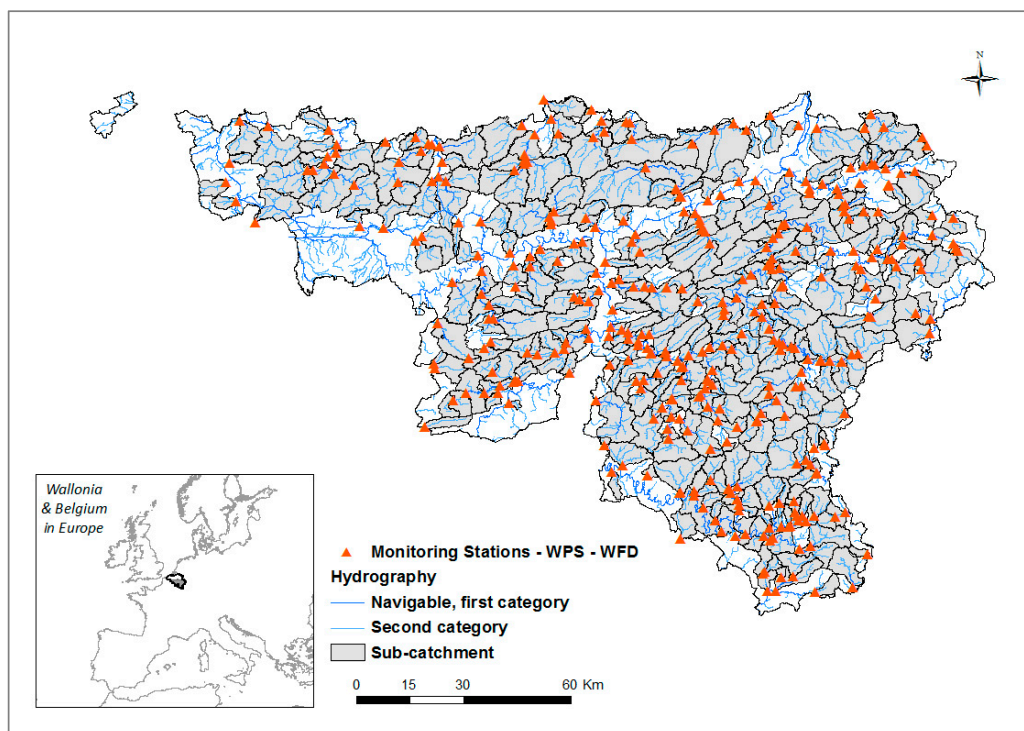 N
Wallonia
& Belgium
in Europe
Monitoring Stations - WPS - WFD
Hydrography
Navigable, first category
Second category
Sub-catchment
0 15 30 60 Km